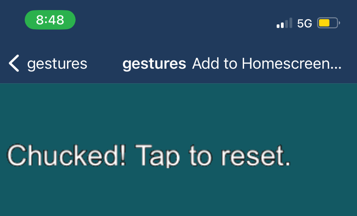 8:48
5G
gestures
gestures Add to Homescreen...
Chucked! Tap to reset.